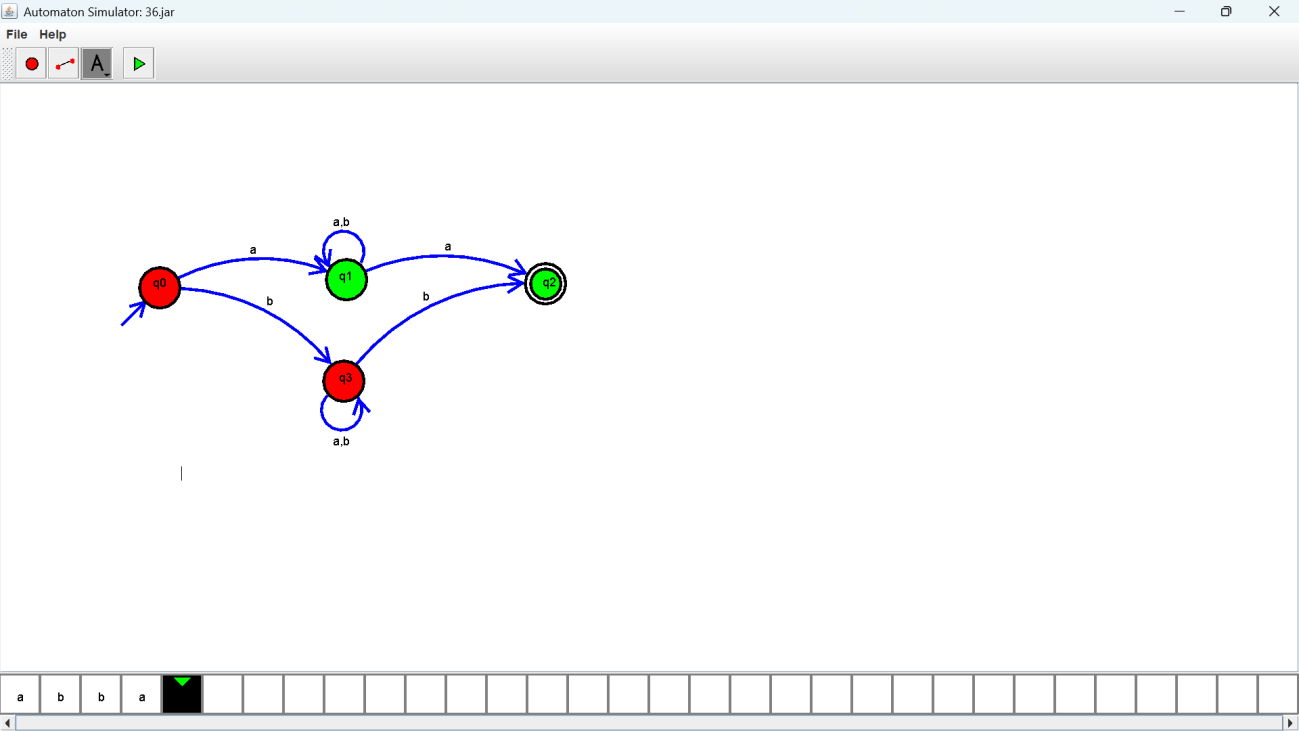 Automaton Simulator: 36.jar
File Help
A
a,b
a
a
q0
q1
q2
b
b
q3
a,b
a b b a